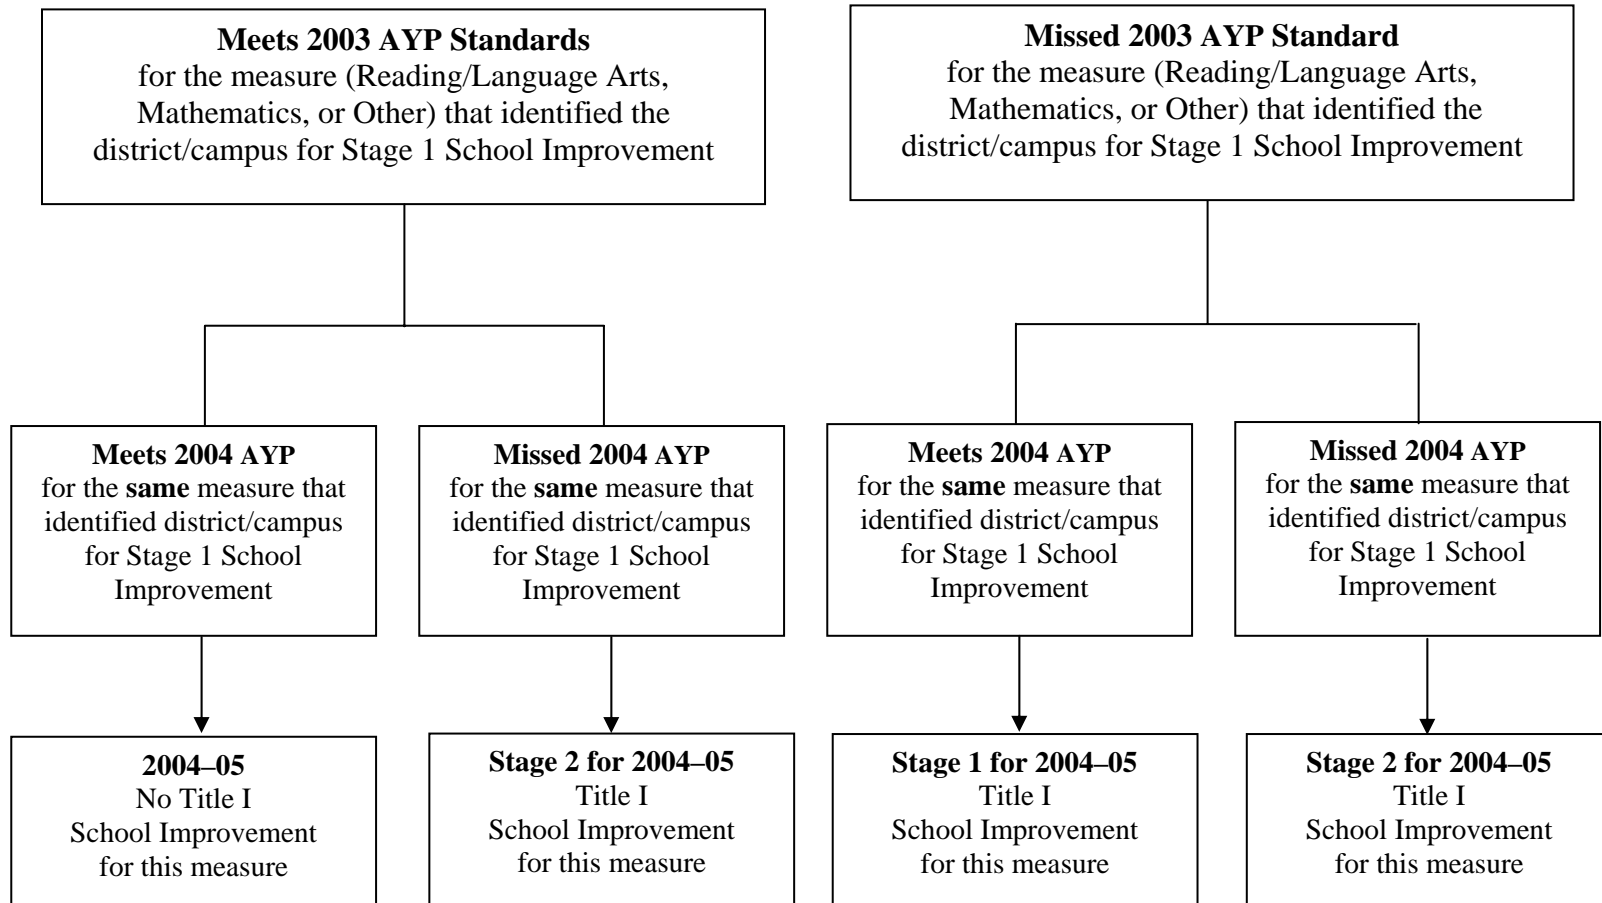 Meets 2003 AYP Standards
for the measure (Reading/Language Arts,
Mathematics, or Other) that identified the
district/campus for Stage 1 School Improvement
Missed 2003 AYP Standard
for the measure (Reading/Language Arts,
Mathematics, or Other) that identified the
district/campus for Stage 1 School Improvement
Meets 2004 AYP
for the same measure that
identified district/campus
for Stage 1 School
Improvement
Missed 2004 AYP
for the same measure that
identified district/campus
for Stage 1 School
Improvement
Meets 2004 AYP
for the same measure that
identified district/campus
for Stage 1 School
Improvement
Missed 2004 AYP
for the same measure that
identified district/campus
for Stage 1 School
Improvement
2004–05
No Title I
School Improvement
for this measure
Stage 2 for 2004–05
Title I
School Improvement
for this measure
Stage 1 for 2004–05
Title I
School Improvement
for this measure
Stage 2 for 2004–05
Title I
School Improvement
for this measure